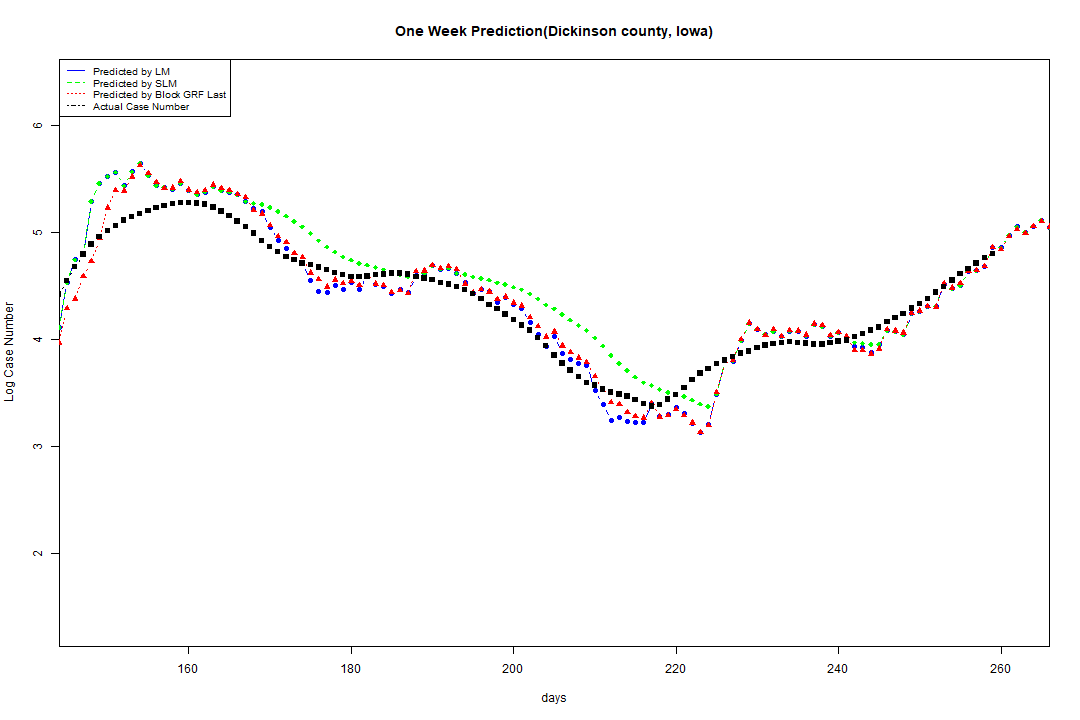 One Week Prediction(Dickinson county, Iowa)
Predicted by LM
Predicted by SLM
Predicted by Block GRF Last
Actual Case Number
6
5
4
3
2
Log Case Number
160 180 200 220 240 260
days